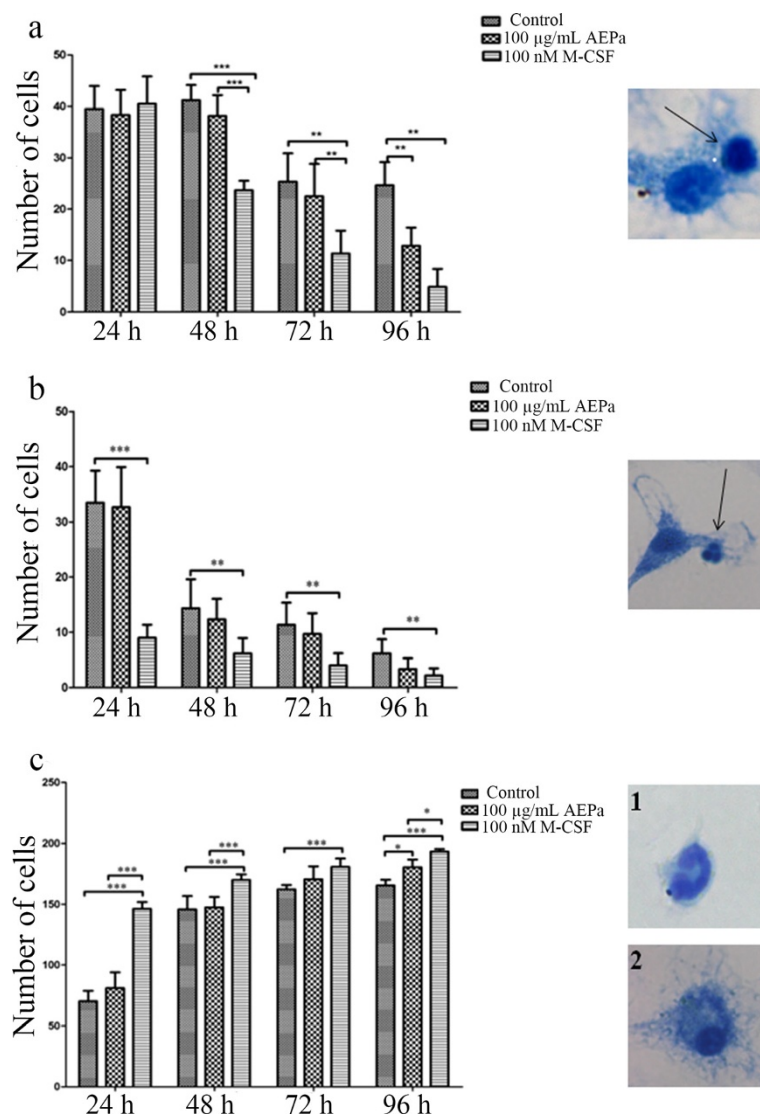 a
Control
100 µg/mL AEPa
100 nM M-CSF
Number of cells
50
40
30
20
10
0
***
***
**
**
**
**
24 h 48 h 72 h 96 h
b
Control
100 µg/mL AEPa
100 nM M-CSF
Number of cells
50
40
30
20
10
0
***
**
**
**
24 h 48 h 72 h 96 h
c
Control
100 µg/mL AEPa
100 nM M-CSF
Number of cells
250
200
150
100
50
0
***
***
***
***
***
*
***
*
24 h 48 h 72 h 96 h
1
2